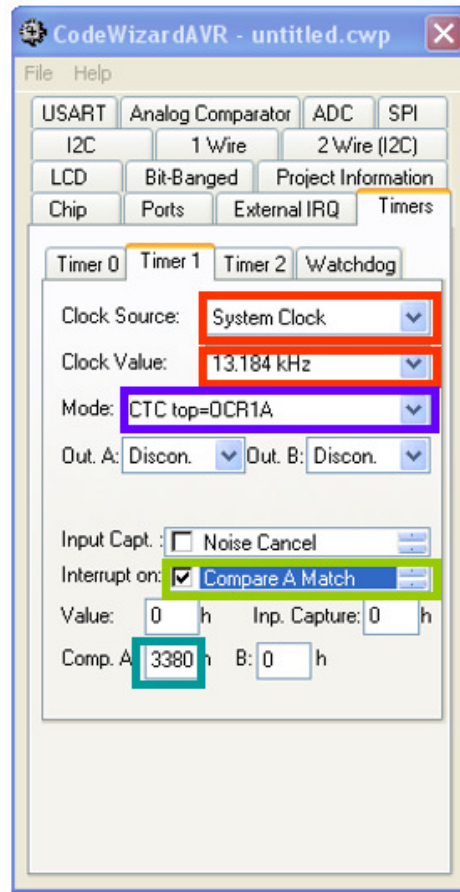 CodeWizardAVR - untitled.cwp
File Help
USART Analog Comparator ADC SPI
I2C 1 Wire 2 Wire (I2C)
LCD Bit-Banged Project Information
Chip Ports External IRQ Timers
Timer 0 Timer 1 Timer 2 Watchdog
Clock Source: System Clock
Clock Value: 13.184 kHz
Mode: CTC top=OCR1A
Out. A: Discon. Out. B: Discon.
Input Capt. : Noise Cancel
Interrupt on: Compare A Match
Value: 0 h Inp. Capture: 0 h
Comp. A 3380 h B: 0 h